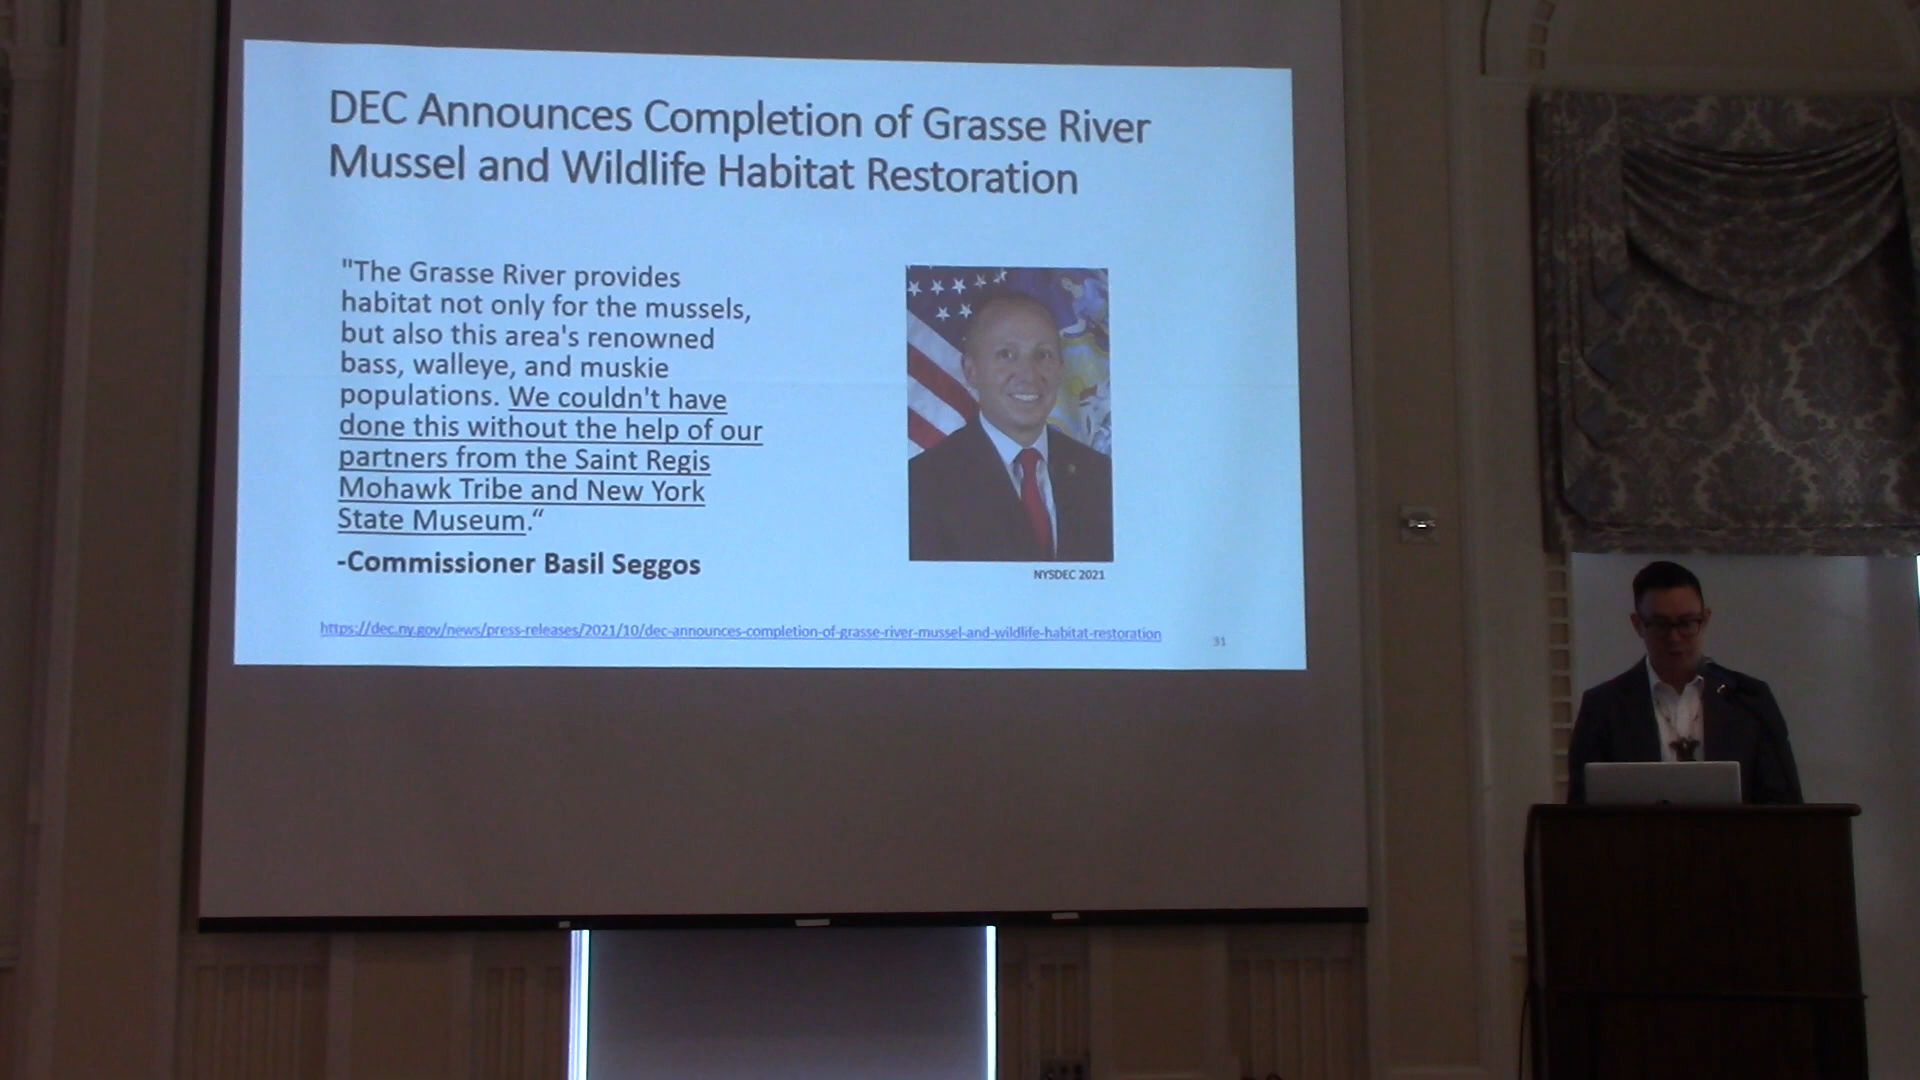 DEC Announces Completion of Grasse River
Mussel and Wildlife Habitat Restoration
"The Grasse River provides
habitat not only for the mussels,
but also this area's renowned
bass, walleye, and muskie
populations. We couldn't have
done this without the help of our
partners from the Saint Regis
Mohawk Tribe and New York
State Museum.“
-Commissioner Basil Seggos
NYSDEC 2021
https://dec.ny.gov/news/press-releases/2021/10/dec-announces-completion-of-grasse-river-mussel-and-wildlife-habitat-restoration
31